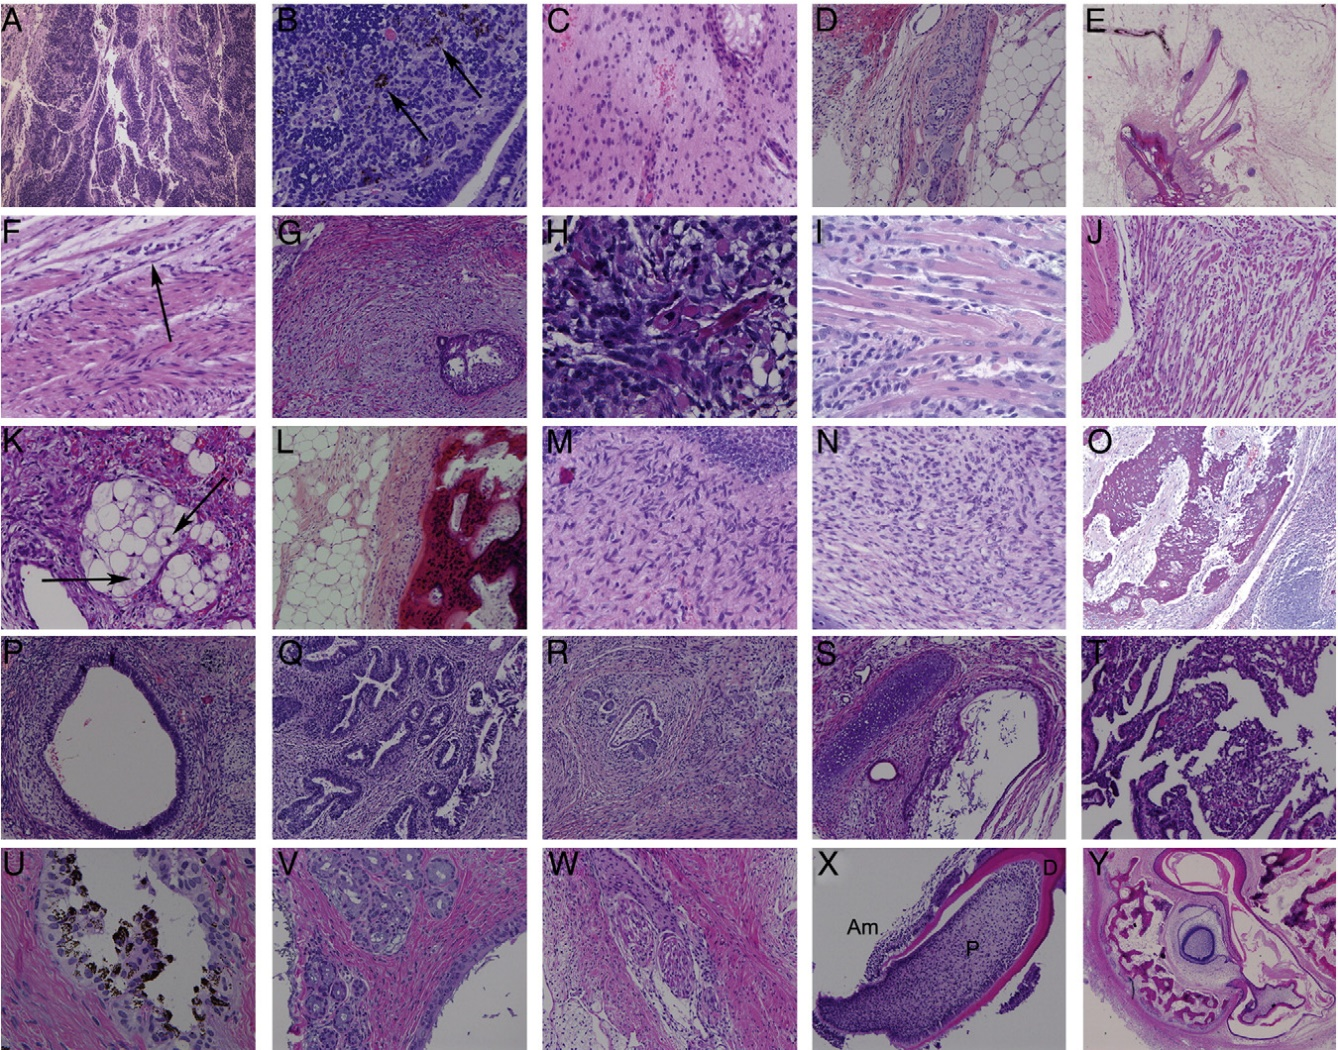 A B C D E
F G H I J
K L M N O
P Q R S T
U V W X Y
D
Am P